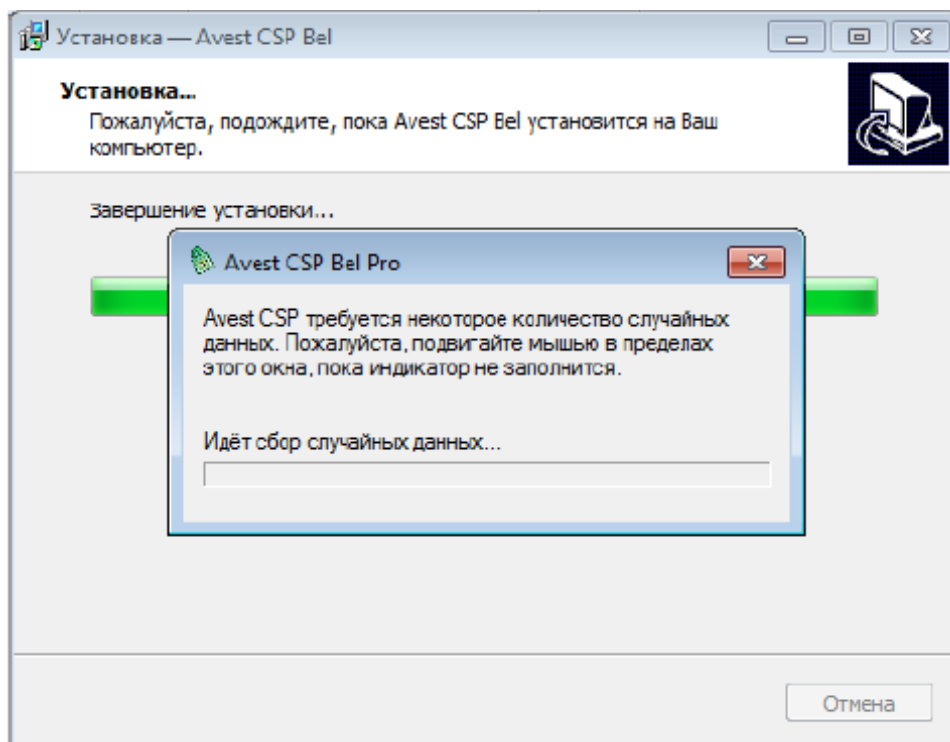 Установка — Avest CSP Bel
Установка...
Пожалуйста, подождите, пока Avest CSP Bel установится на Ваш
компьютер.
Завершение установки...
Avest CSP Bel Pro
Avest CSP требуется некоторое количество случайных
данных. Пожалуйста, подвигайте мышью в пределах
этого окна, пока индикатор не заполнится.
Идёт сбор случайных данных...
Отмена